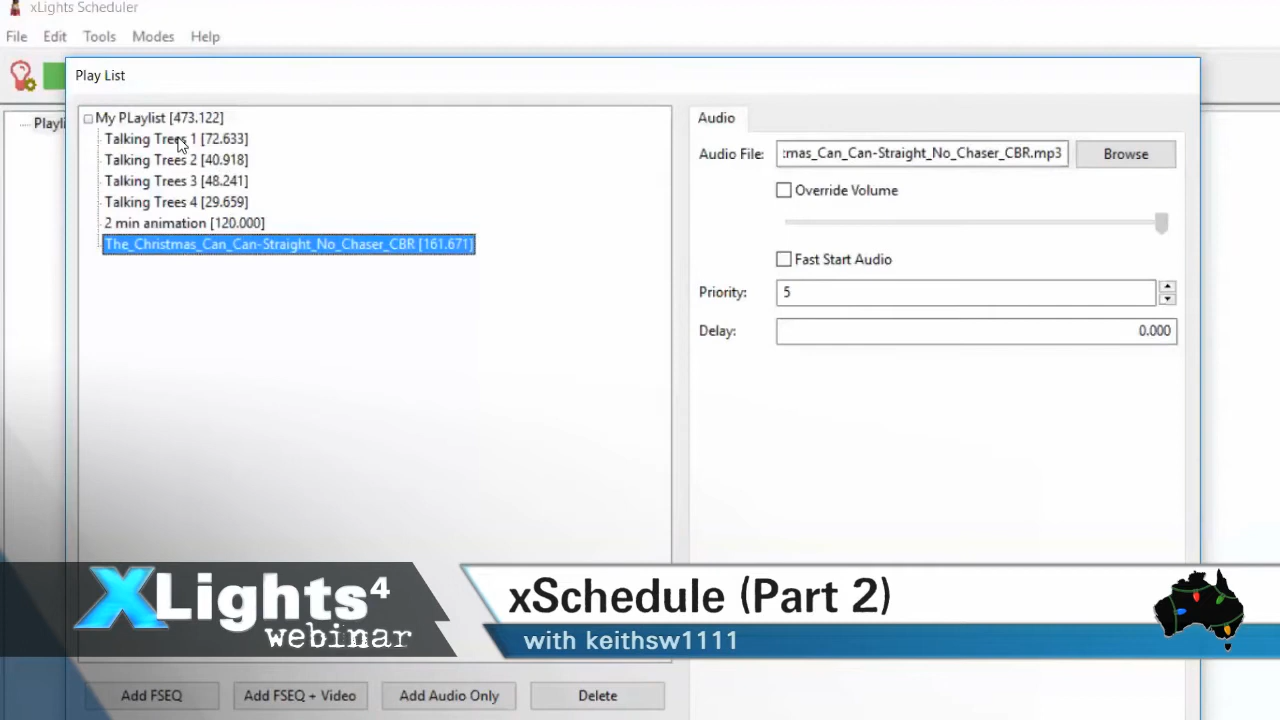 xLights Scheduler
File Edit Tools Modes Help
Play List
Playli
My PLaylist [473.122]
Talking Trees 1 [72.633]
Talking Trees 2 [40.918]
Talking Trees 3 [48.241]
Talking Trees 4 [29.659]
2 min animation [120.000]
The_Christmas_Can_Can-Straight_No_Chaser_CBR [161.671]
Audio
Audio File: :mas_Can_Can-Straight_No_Chaser_CBR.mp3 Browse
Override Volume
Fast Start Audio
Priority: 5
Delay: 0.000
XLights4
webinar
xSchedule (Part 2)
with keithsw1111
Add FSEQ Add FSEQ + Video Add Audio Only Delete